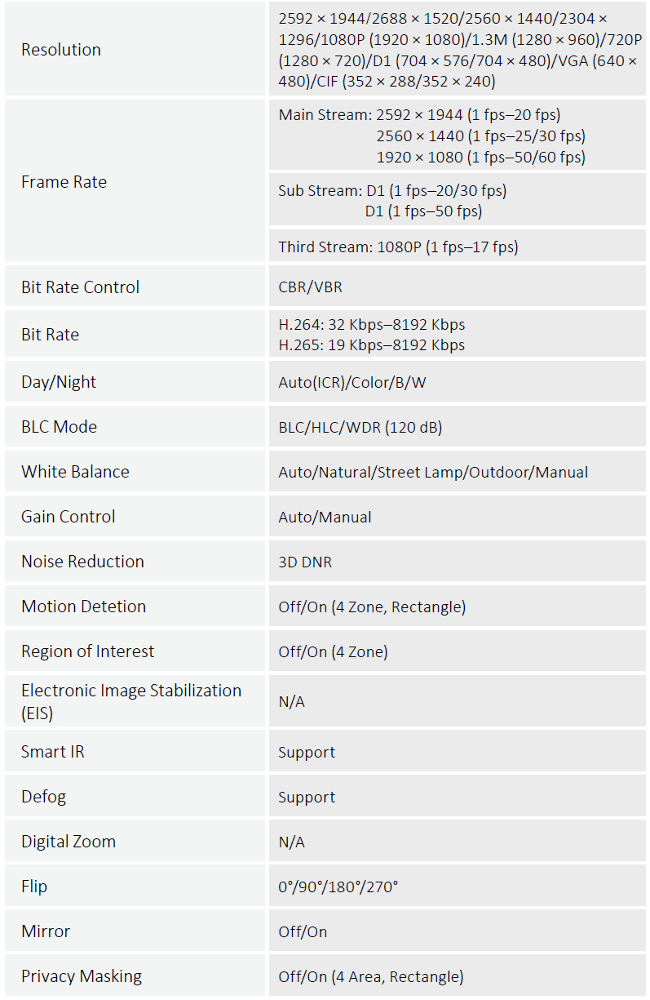 Resolution
2592 × 1944/2688 × 1520/2560 × 1440/2304 ×
1296/1080P (1920 × 1080)/1.3M (1280 × 960)/720P
(1280 × 720)/D1 (704 × 576/704 × 480)/VGA (640 ×
480)/CIF (352 × 288/352 × 240)
Frame Rate
Main Stream: 2592 × 1944 (1 fps–20 fps)
2560 × 1440 (1 fps–25/30 fps)
1920 × 1080 (1 fps–50/60 fps)
Sub Stream: D1 (1 fps–20/30 fps)
D1 (1 fps–50 fps)
Third Stream: 1080P (1 fps–17 fps)
Bit Rate Control
CBR/VBR
Bit Rate
H.264: 32 Kbps–8192 Kbps
H.265: 19 Kbps–8192 Kbps
Day/Night
Auto(ICR)/Color/B/W
BLC Mode
BLC/HLC/WDR (120 dB)
White Balance
Auto/Natural/Street Lamp/Outdoor/Manual
Gain Control
Auto/Manual
Noise Reduction
3D DNR
Motion Detetion
Off/On (4 Zone, Rectangle)
Region of Interest
Off/On (4 Zone)
Electronic Image Stabilization
(EIS)
N/A
Smart IR
Support
Defog
Support
Digital Zoom
N/A
Flip
0°/90°/180°/270°
Mirror
Off/On
Privacy Masking
Off/On (4 Area, Rectangle)